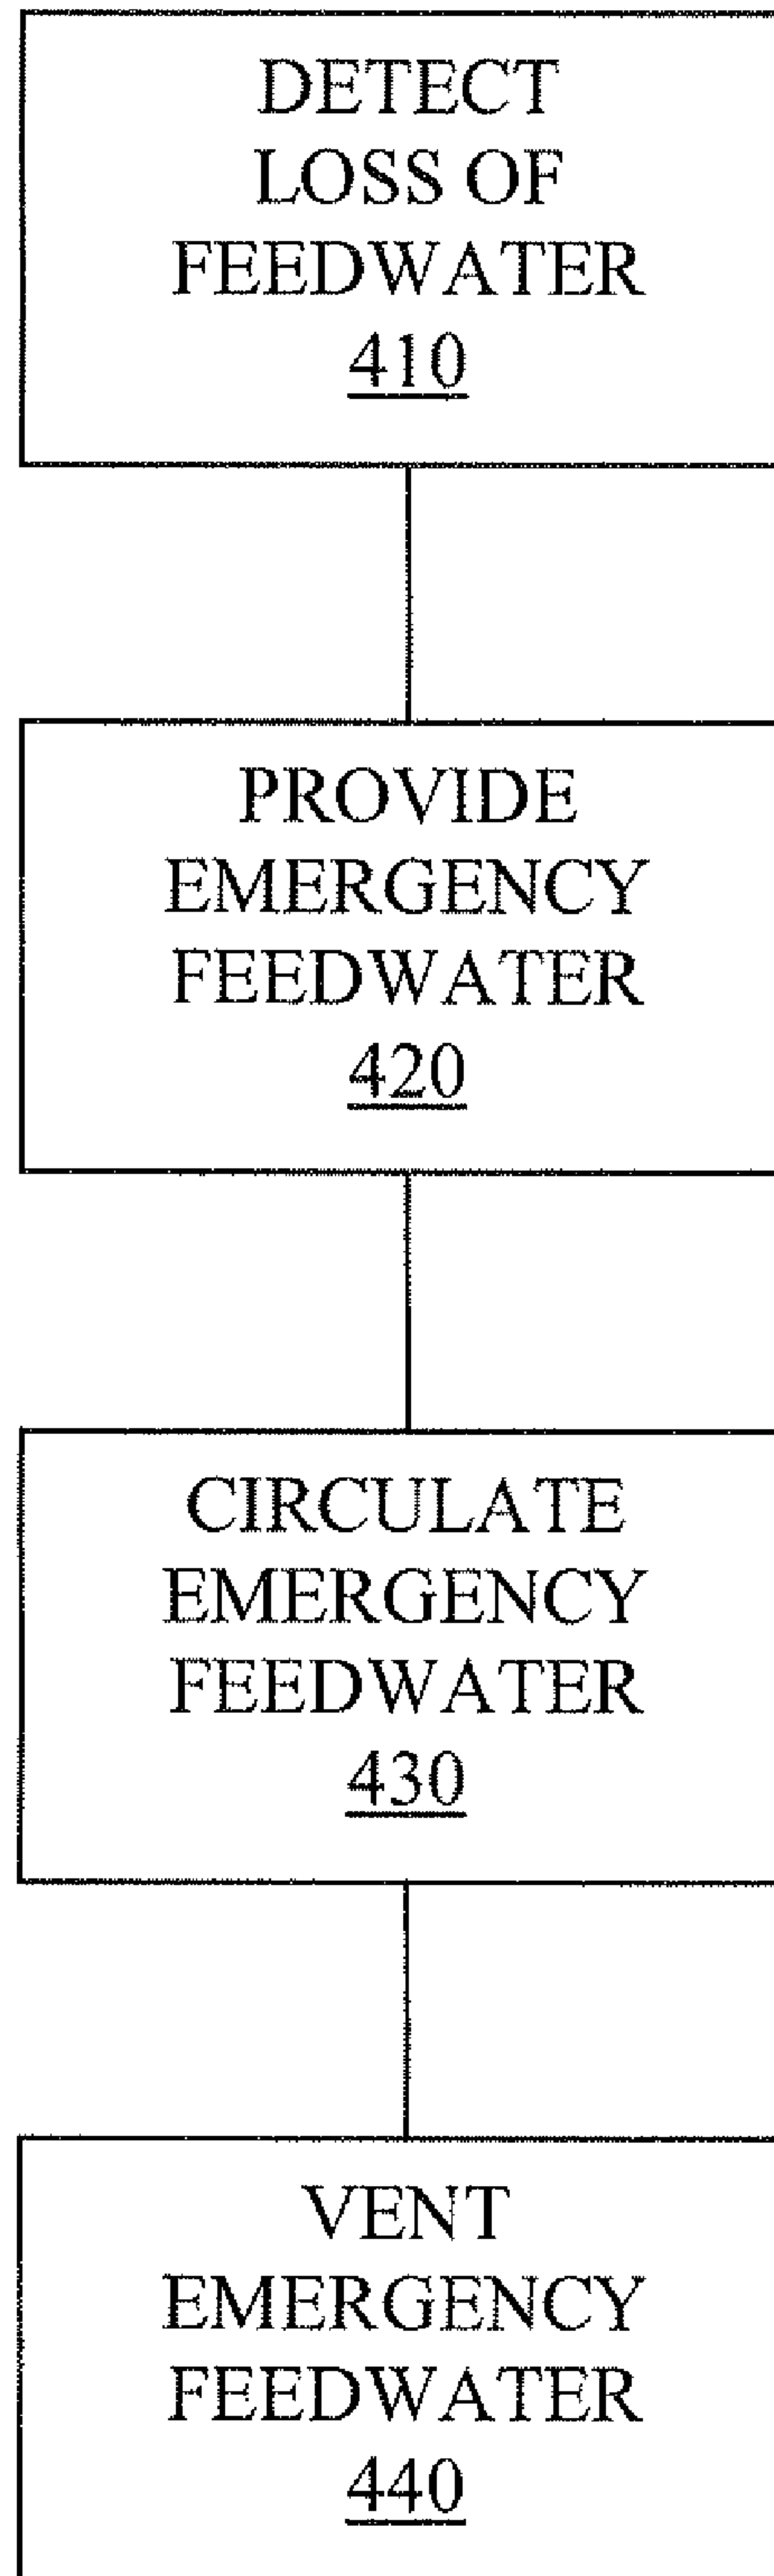 DETECT
LOSS OF
FEEDWATER
410
PROVIDE
EMERGENCY
FEEDWATER
420
CIRCULATE
EMERGENCY
FEEDWATER
430
VENT
EMERGENCY
FEEDWATER
440